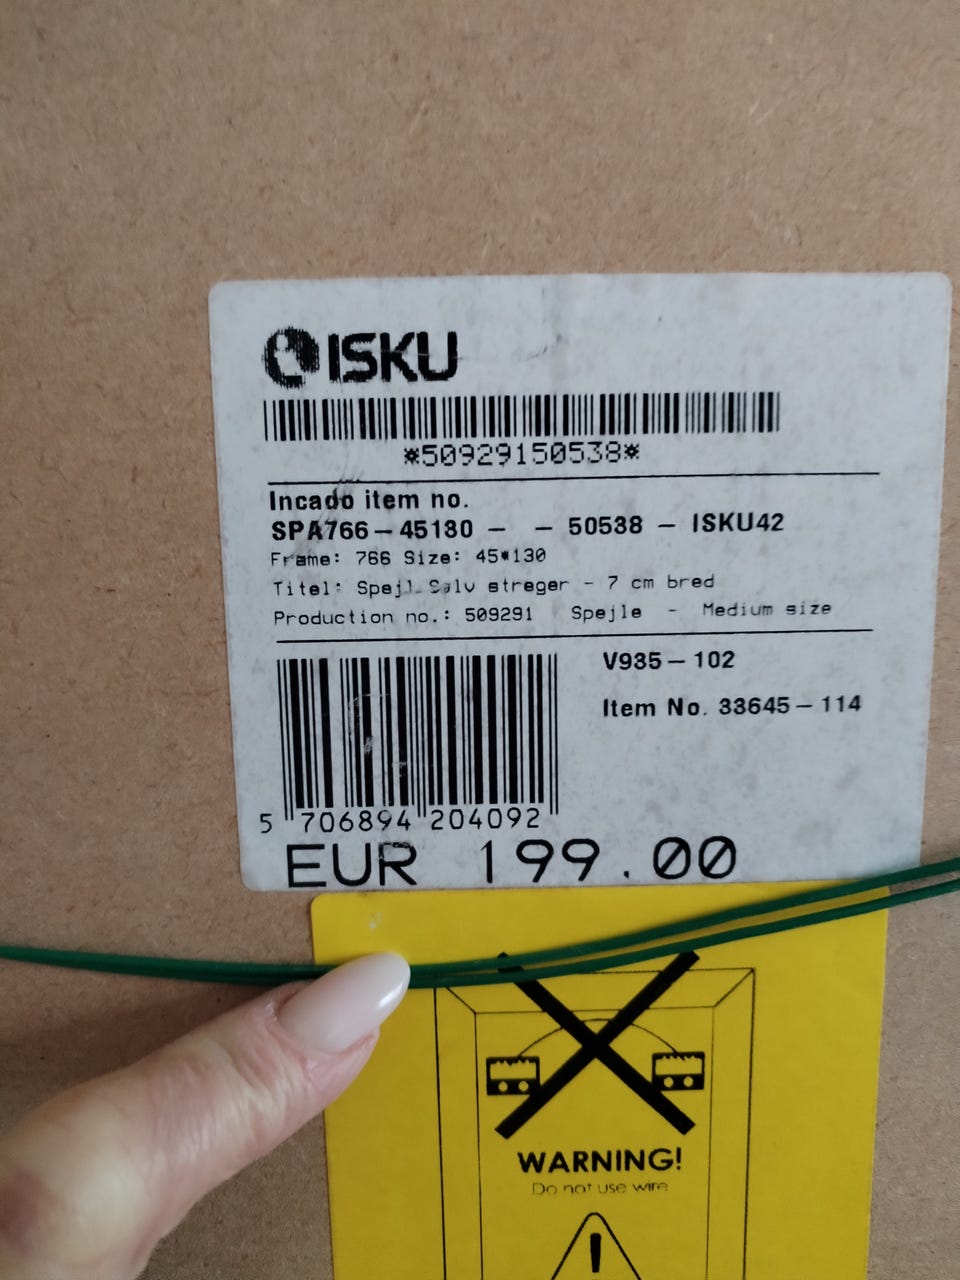 ISKU
*50929150538*
Incado item no.
SPA766-45130 - - 50538 - ISKU42
Frame: 766 Size: 45*130
Titel: Spejl Sølv streger - 7 cm bred
Production no.: 509291 Spejle - Medium size
V935-102
Item No. 33645-114
5 706894 204092
EUR 199.00
WARNING!
Do not use wire
!